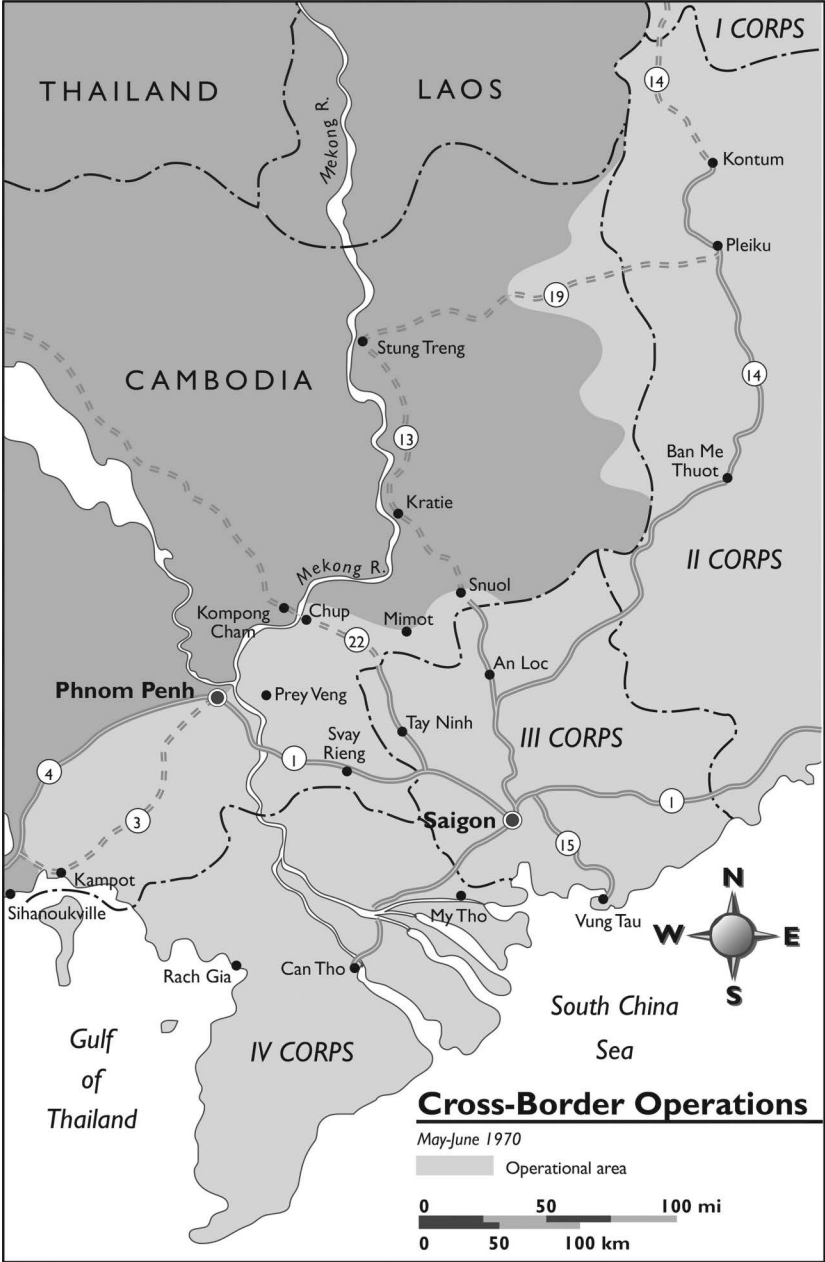 I CORPS
THAILAND
LAOS
14
Mekong R.
Kontum
Pleiku
19
Stung Treng
CAMBODIA
14
13
Ban Me
Thuot
Kratie
II CORPS
Mekong R.
Snuol
Kompong
Cham
Chup
Mimot
22
An Loc
Phnom Penh
Prey Veng
Tay Ninh
III CORPS
Svay
Rieng
4
1
1
3
Saigon
15
Kampot
Sihanoukville
My Tho
Vung Tau
N
W
E
S
Rach Gia
Can Tho
South China
Sea
Gulf
of
Thailand
IV CORPS
Cross-Border Operations
May-June 1970
Operational area
0 50 100 mi
0 50 100 km